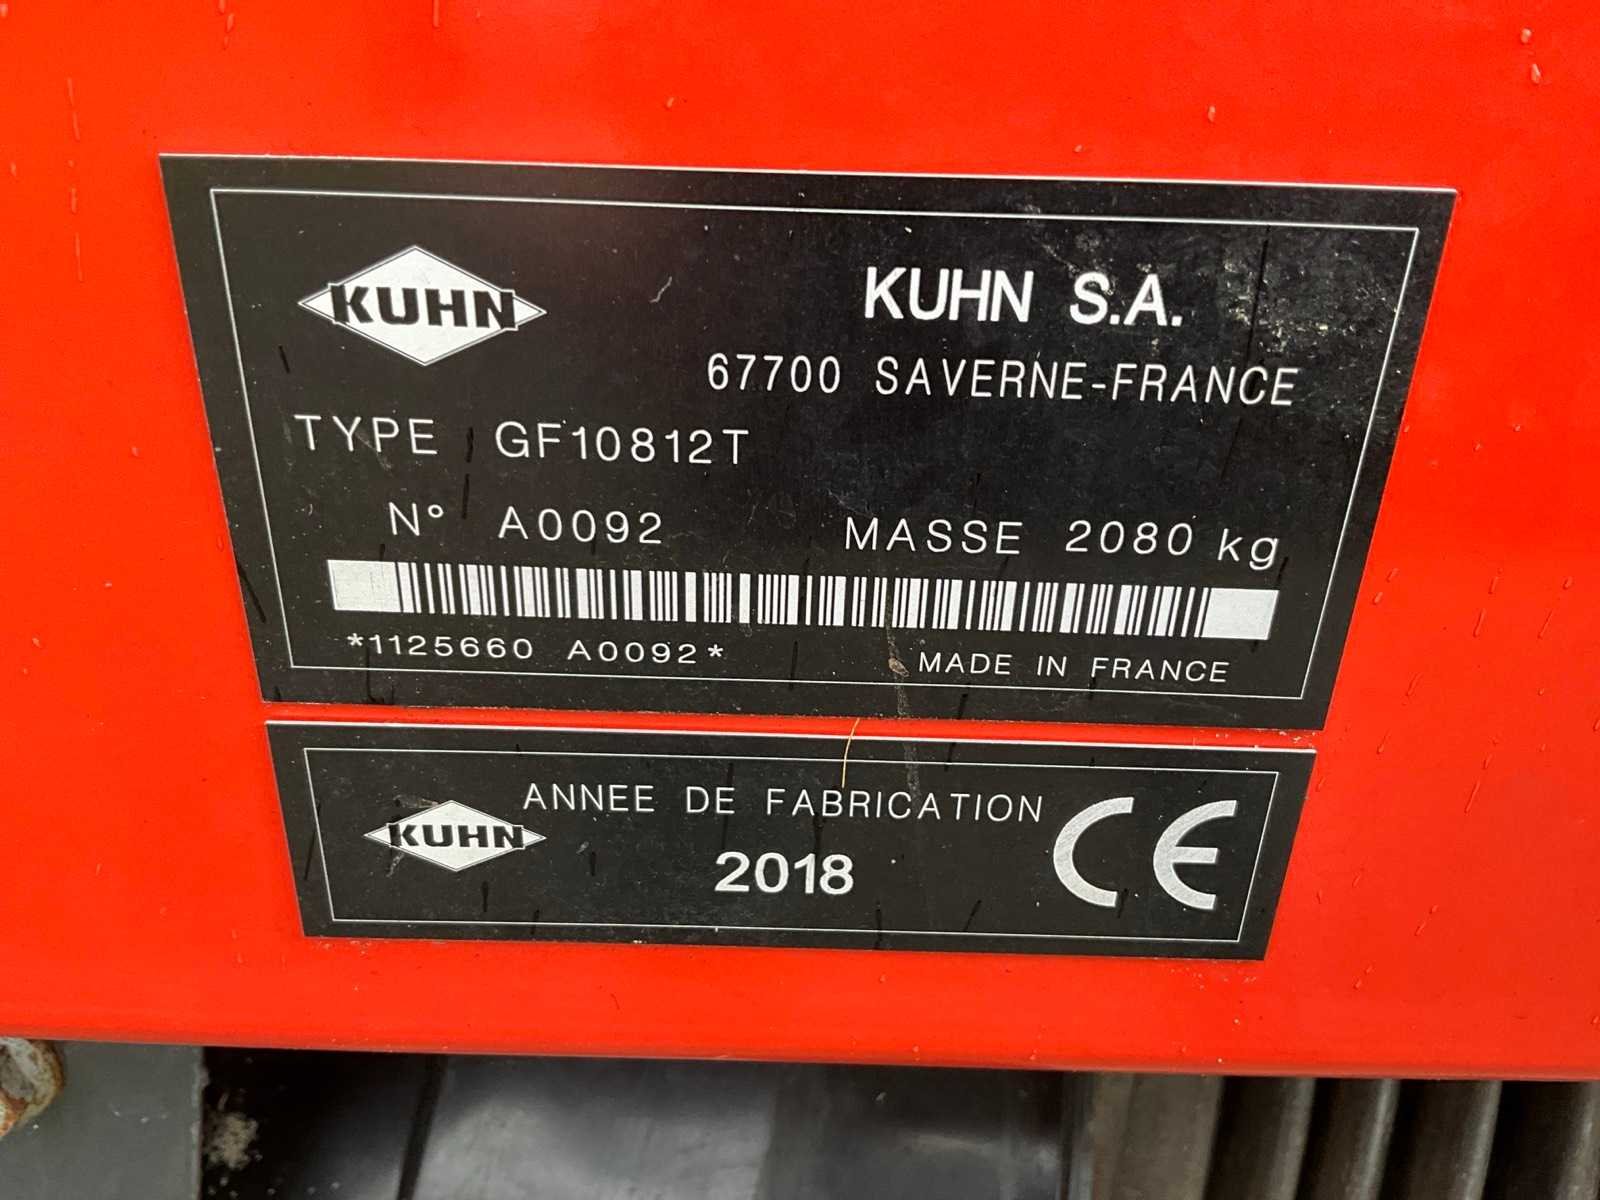 KUHN
KUHN S.A.
67700 SAVERNE-FRANCE
TYPE GF10812T
N° A0092 MASSE 2080 kg
*1125660 A0092*
MADE IN FRANCE
KUHN
ANNEE DE FABRICATION
2018
CE